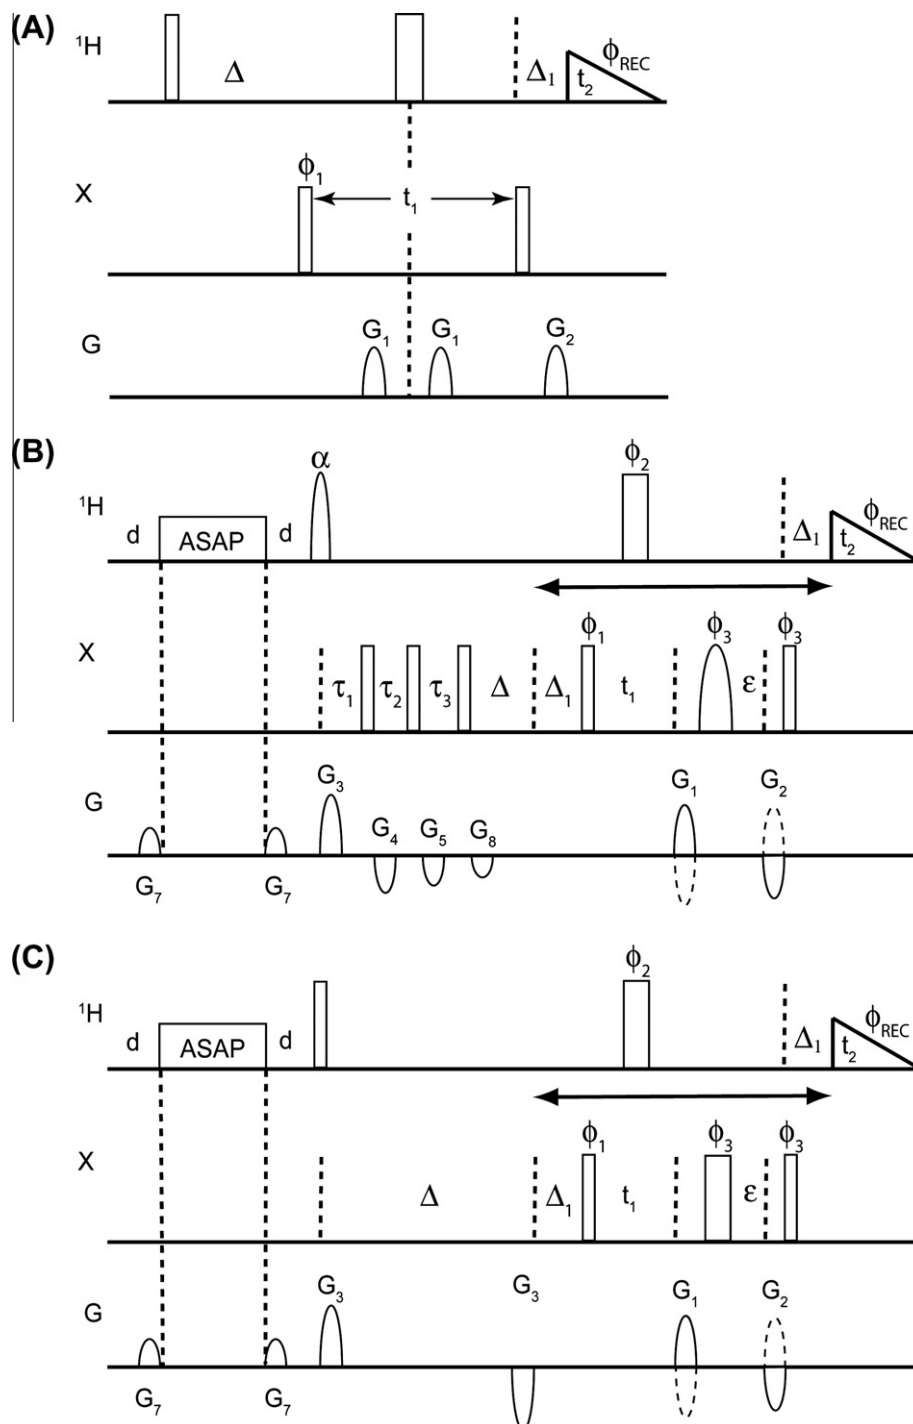 (A)
¹H Δ Δ₁ t₂ ϕREC
X ϕ₁ t₁
G G₁ G₁ G₂
(B)
¹H d ASAP d α ϕ₂ Δ₁ t₂ ϕREC
X τ₁ τ₂ τ₃ Δ Δ₁ ϕ₁ t₁ ϕ₃ ε ϕ₃
G G₃ G₄ G₅ G₈ G₁ G₂
G₇ G₇
(C)
¹H d ASAP d ϕ₂ Δ₁ t₂ ϕREC
X Δ Δ₁ ϕ₁ t₁ ϕ₃ ε ϕ₃
G G₃ G₃ G₁ G₂
G₇ G₇